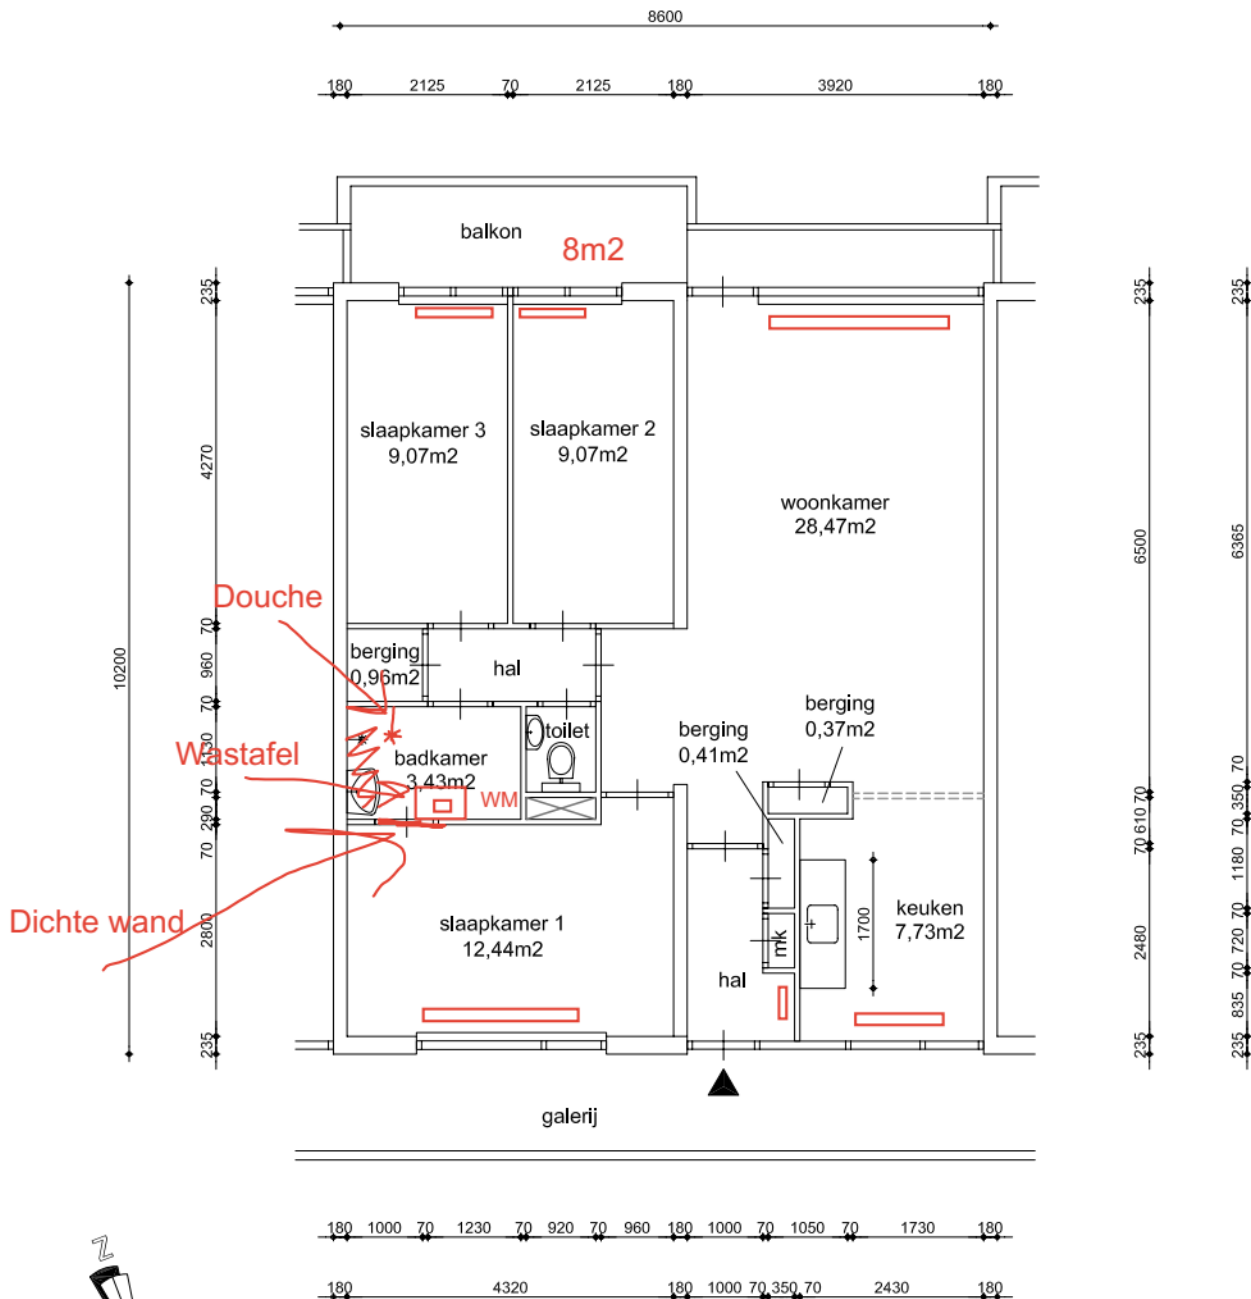 8600
180 2125 70 2125 180 3920 180
balkon
8m2
235
235
235
slaapkamer 3
9,07m2
slaapkamer 2
9,07m2
woonkamer
28,47m2
4270
6500
6365
Douche
70
berging
0,96m2
hal
960
10200
70
berging
0,37m2
berging
0,41m2
toilet
Wastafel
1130
badkamer
3,43m2
WM
70
290
70
70
610
70
70
350
70
1180
Dichte wand
2800
slaapkamer 1
12,44m2
keuken
7,73m2
1700
mk
hal
2480
70
720
70
835
235
235
235
galerij
180 1000 70 1230 70 920 70 960 180 1000 70 1050 70 1730 180
Z
180 4320 180 1000 70 350 70 2430 180